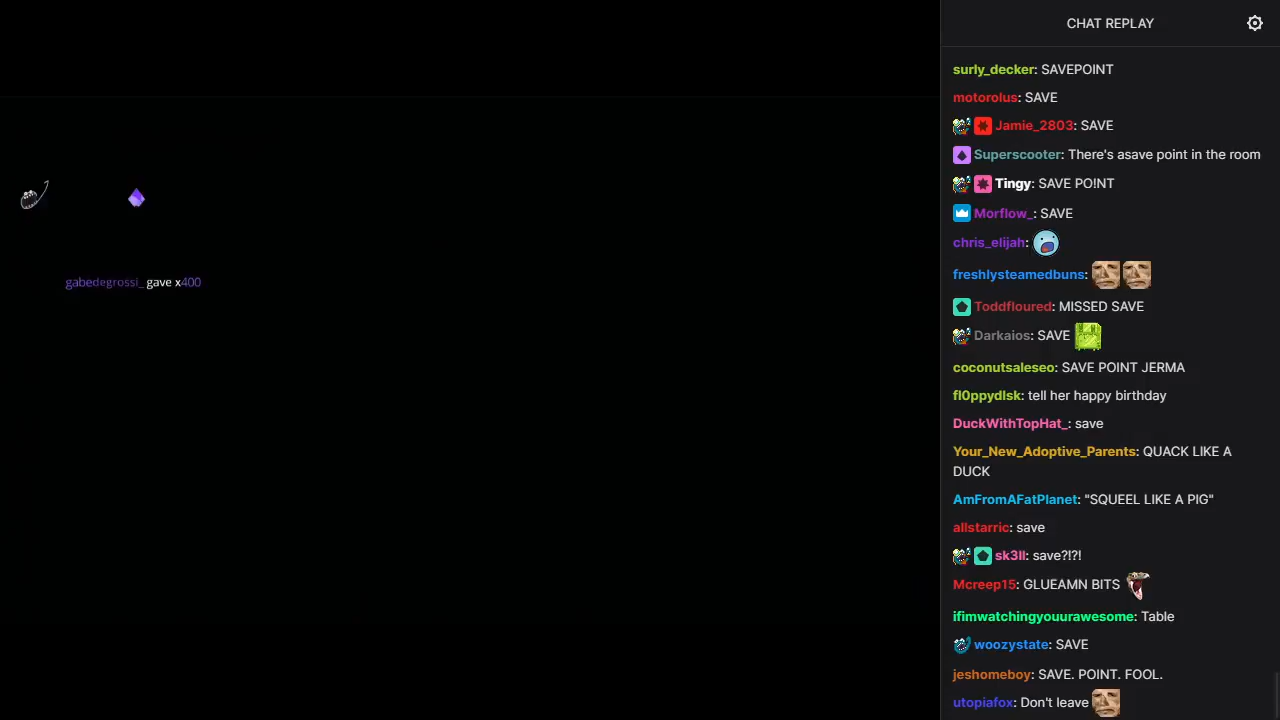 CHAT REPLAY
surly_decker: SAVEPOINT
motorolus: SAVE
Jamie_2803: SAVE
Superscooter: There's asave point in the room
Tingy: SAVE PO!NT
Morflow_: SAVE
chris_elijah:
gabedegrossi_ gave x400
freshlysteamedbuns:
Toddfloured: MISSED SAVE
Darkaios: SAVE
coconutsaleseo: SAVE POINT JERMA
fl0ppydlsk: tell her happy birthday
DuckWithTopHat_: save
Your_New_Adoptive_Parents: QUACK LIKE A
DUCK
AmFromAFatPlanet: "SQUEEL LIKE A PIG"
allstarric: save
sk3ll: save?!?!
Mcreep15: GLUEAMN BITS
ifimwatchingyouurawesome: Table
woozystate: SAVE
jeshomeboy: SAVE. POINT. FOOL.
utopiafox: Don't leave